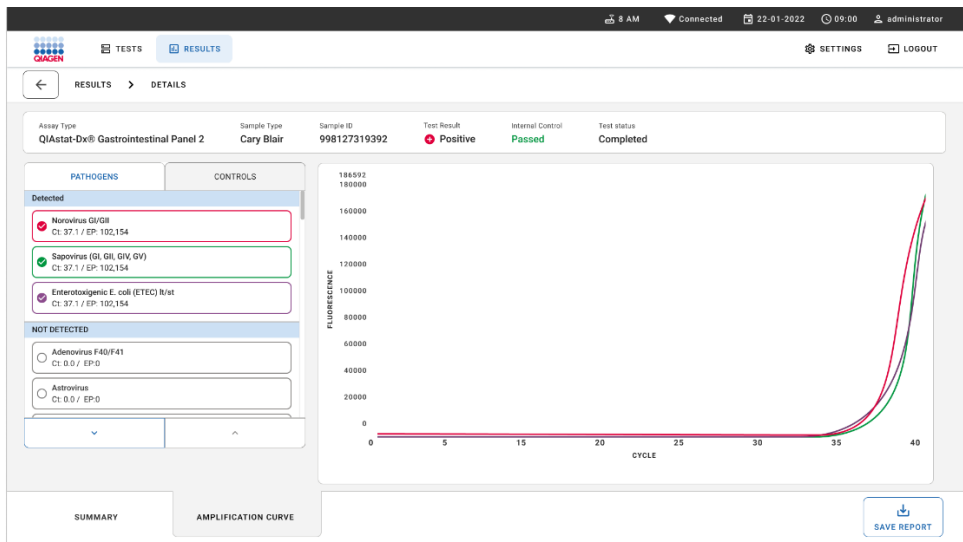 8 AM Connected 22-01-2022 09:00 administrator
QIAGEN TESTS RESULTS SETTINGS LOGOUT
RESULTS > DETAILS
Assay Type Sample Type Sample ID Test Result Internal Control Test status
QIAstat-Dx® Gastrointestinal Panel 2 Cary Blair 998127319392 Positive Passed Completed
PATHOGENS CONTROLS
Detected
Norovirus GI/GII
Ct: 37.1 / EP: 102,154
Sapovirus (GI, GII, GIV, GV)
Ct: 37.1 / EP: 102,154
Enterotoxigenic E. coli (ETEC) lt/st
Ct: 37.1 / EP: 102,154
NOT DETECTED
Adenovirus F40/F41
Ct: 0.0 / EP:0
Astrovirus
Ct: 0.0 / EP:0
186592
180000
160000
140000
120000
100000
80000
60000
40000
20000
0
FLUORESCENCE
0 5 15 20 25 30 35 40
CYCLE
SUMMARY AMPLIFICATION CURVE
SAVE REPORT